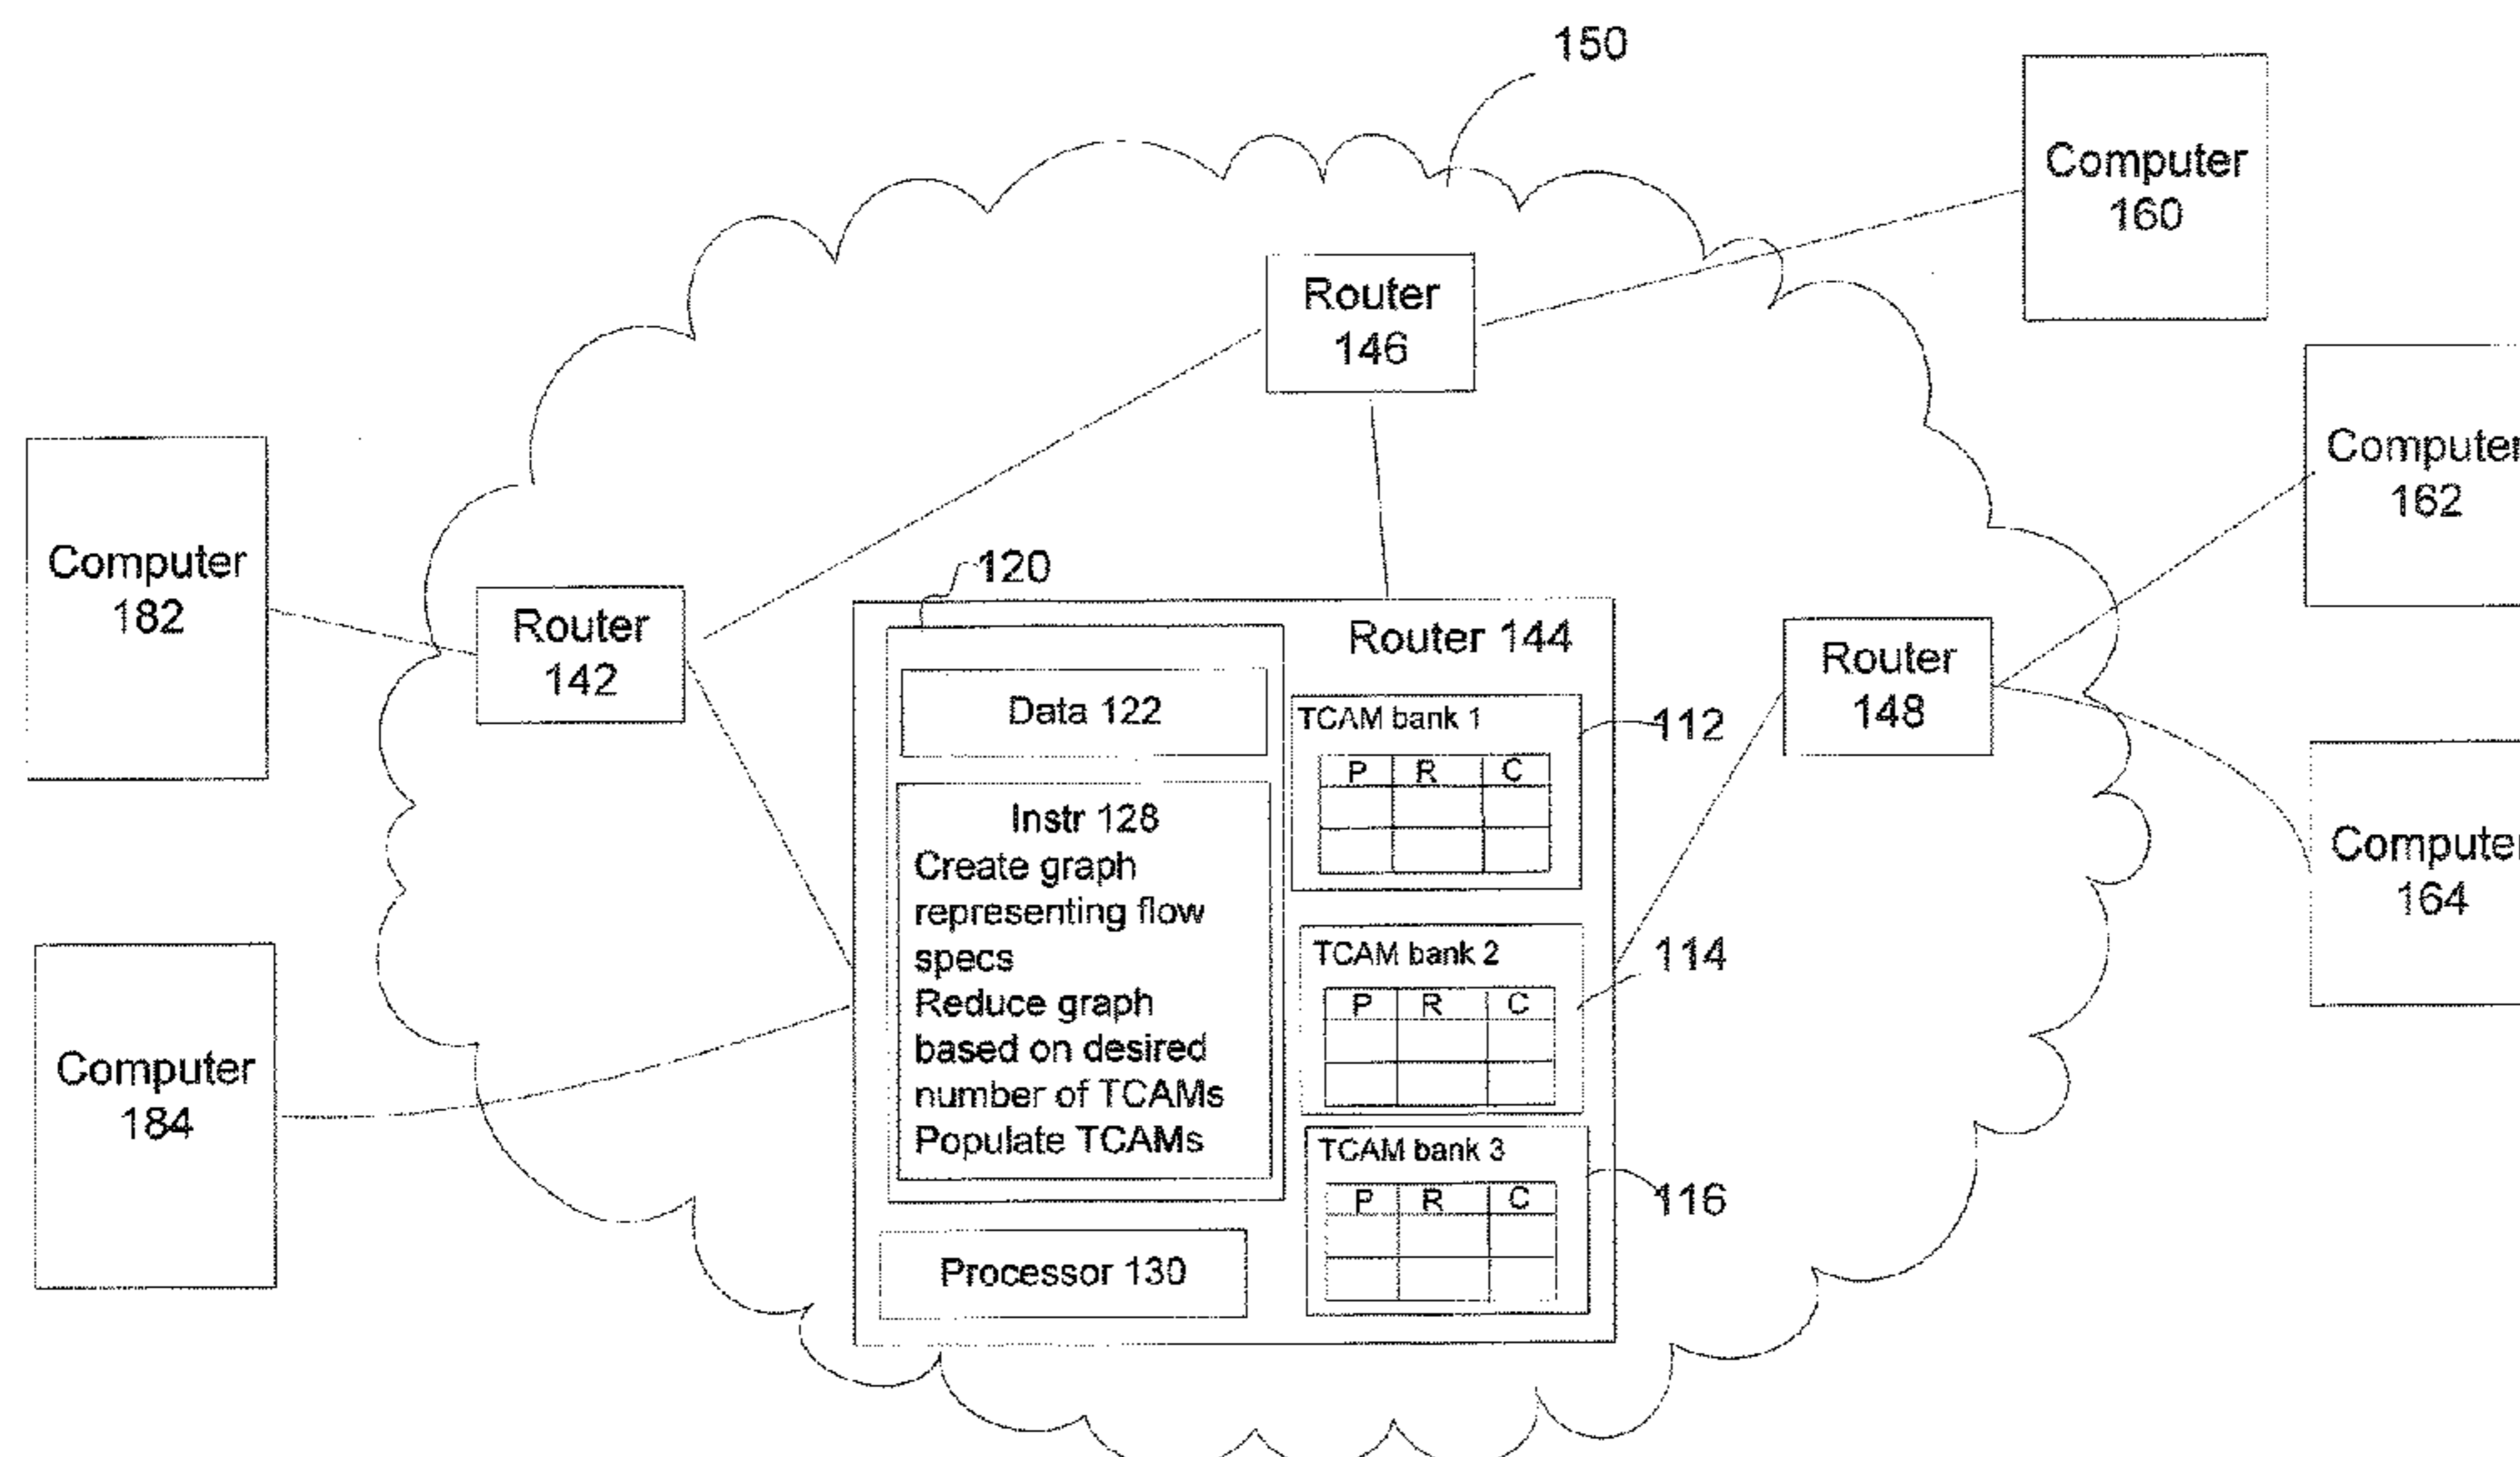 150
Computer
160
Router
146
Computer
162
Computer
182
120
Router
142
Router 144
Router
148
Data 122
TCAM bank 1
112
P R C
Instr 128
Create graph
representing flow
specs
Reduce graph
based on desired
number of TCAMs
Populate TCAMs
Computer
164
TCAM bank 2
114
P R C
Computer
184
TCAM bank 3
116
P R C
Processor 130